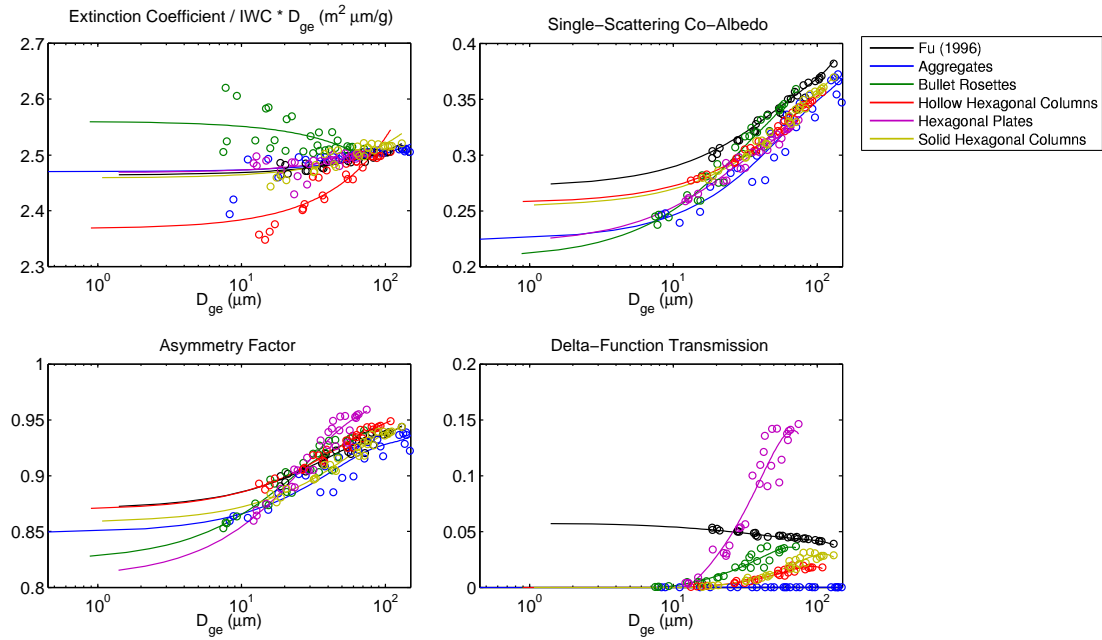 Extinction Coefficient / IWC * D_ge (m² μm/g)
2.7
2.6
2.5
2.4
2.3
10⁰
10¹
10²
D_ge (μm)
Single−Scattering Co−Albedo
0.4
0.35
0.3
0.25
0.2
10⁰
10¹
10²
D_ge (μm)
Fu (1996)
Aggregates
Bullet Rosettes
Hollow Hexagonal Columns
Hexagonal Plates
Solid Hexagonal Columns
Asymmetry Factor
1
0.95
0.9
0.85
0.8
10⁰
10¹
10²
D_ge (μm)
Delta−Function Transmission
0.2
0.15
0.1
0.05
0
10⁰
10¹
10²
D_ge (μm)